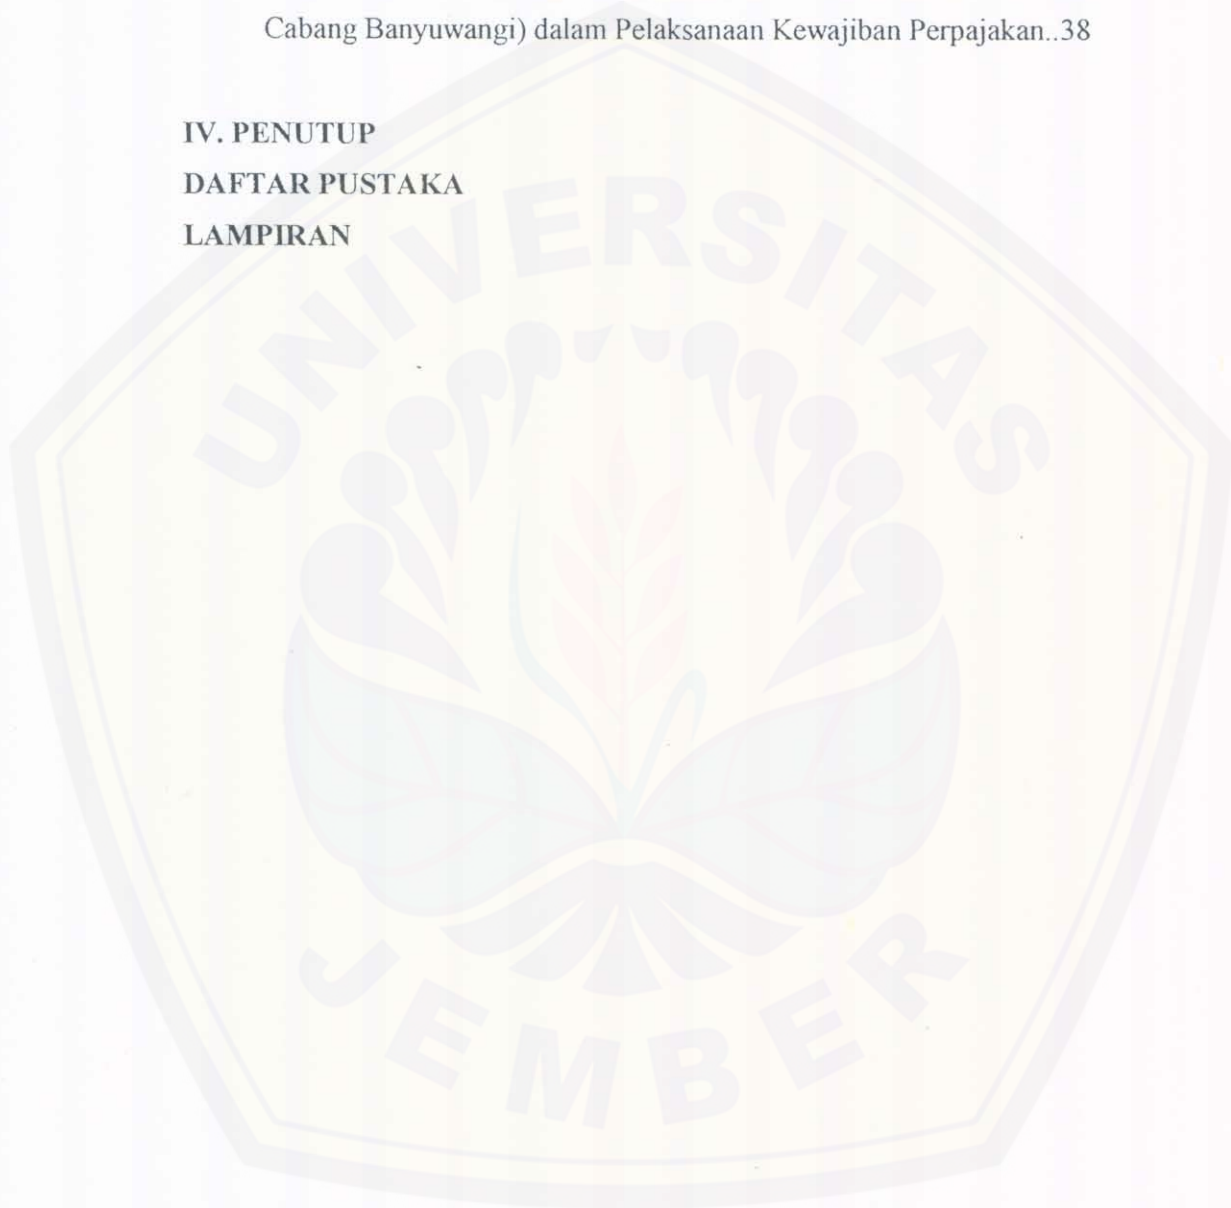 Cabang Banyuwangi) dalam Pelaksanaan Kewajiban Perpajakan..38
IV. PENUTUP
DAFTAR PUSTAKA
LAMPIRAN
UNIVERSITAS
JEMBER